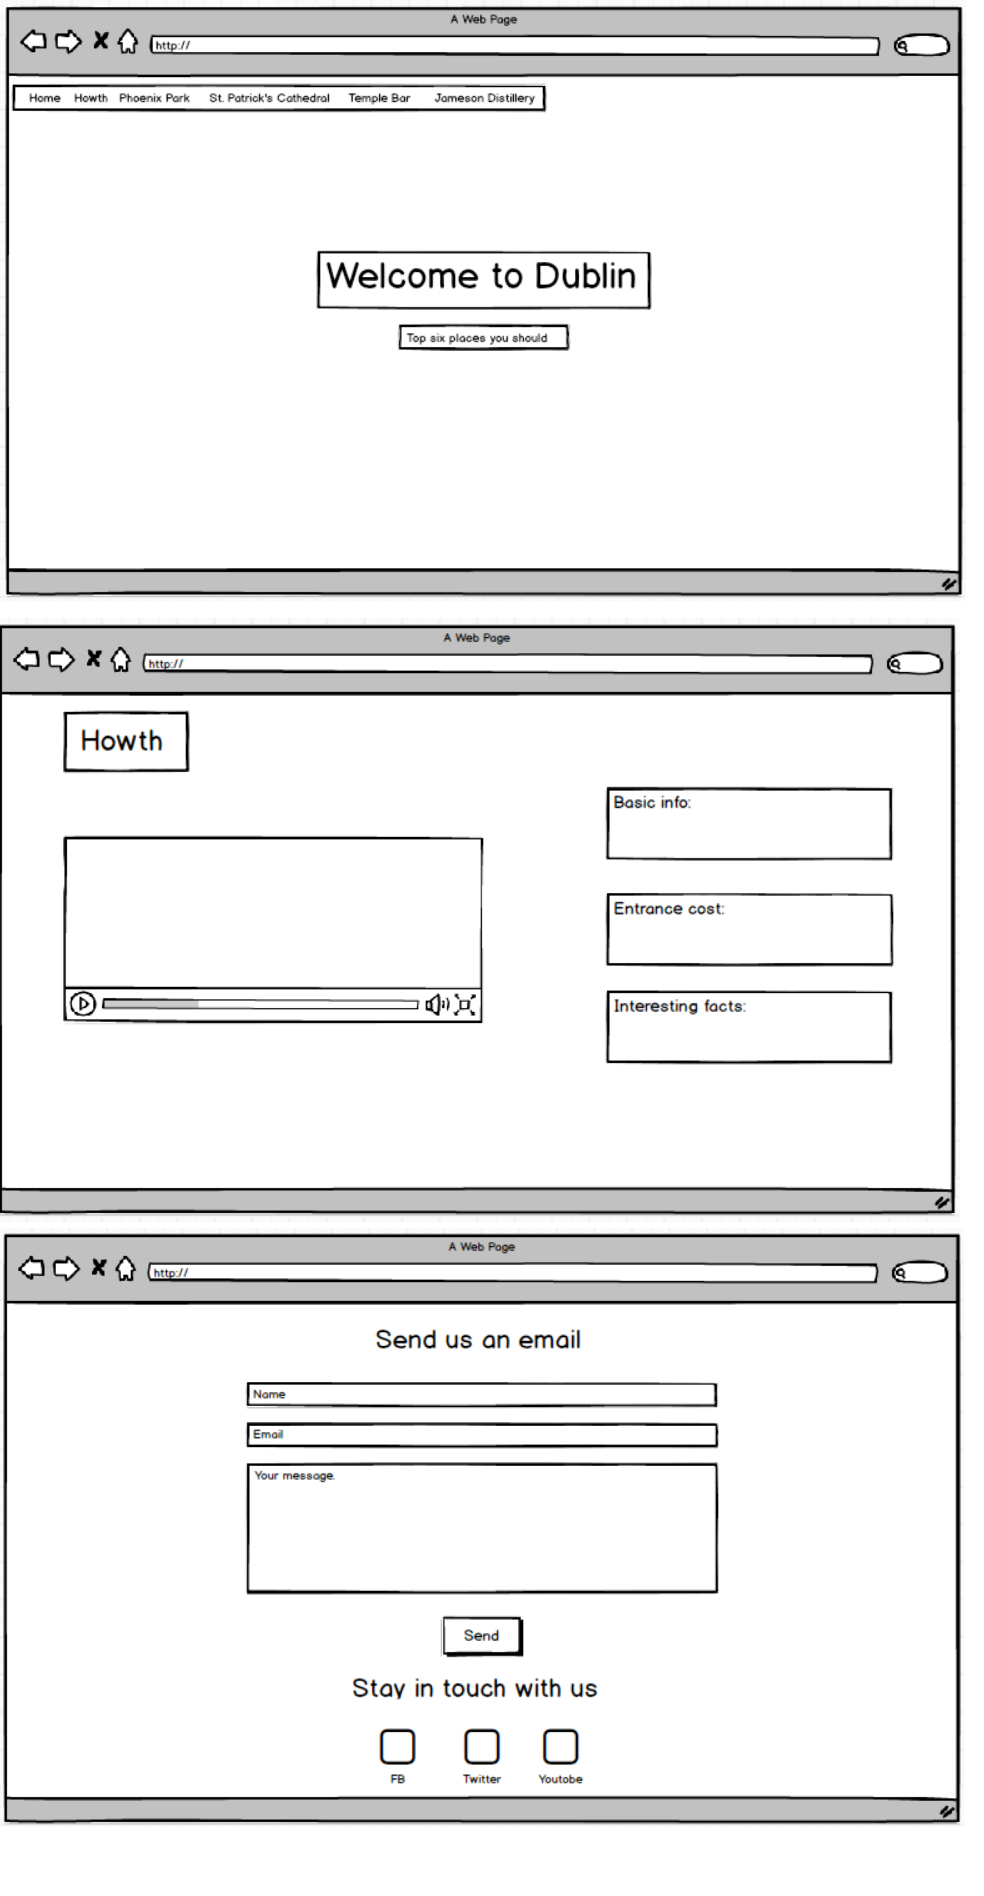 A Web Page
http://
Home Howth Phoenix Park St. Patrick's Cathedral Temple Bar Jameson Distillery
Welcome to Dublin
Top six places you should
A Web Page
http://
Howth
Basic info:
Entrance cost:
Interesting facts:
A Web Page
http://
Send us an email
Name
Email
Your message.
Send
Stay in touch with us
FB Twitter Youtobe